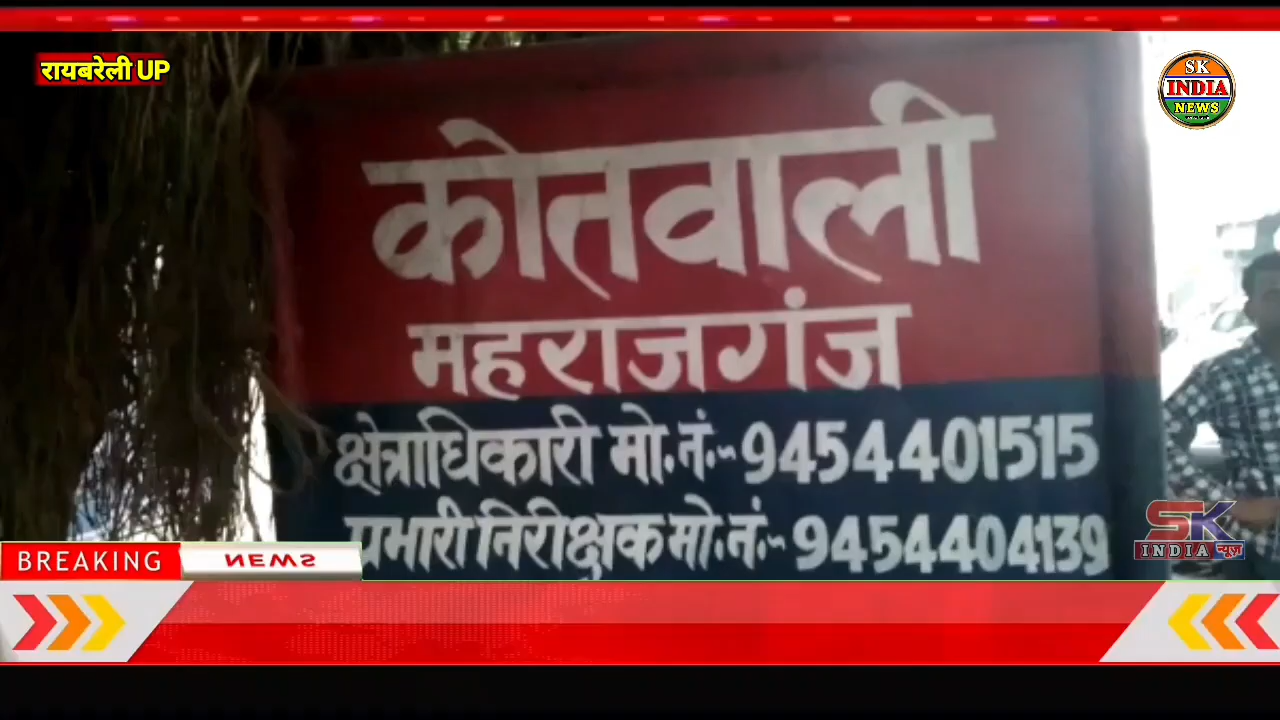 रायबरेली UP
SK
INDIA
NEWS
कोतवाली
महराजगंज
क्षेत्राधिकारी मो.नं.-9454401515
प्रभारी निरीक्षक मो.नं.-9454404139
SK
INDIA न्यूज़
BREAKING NEWS